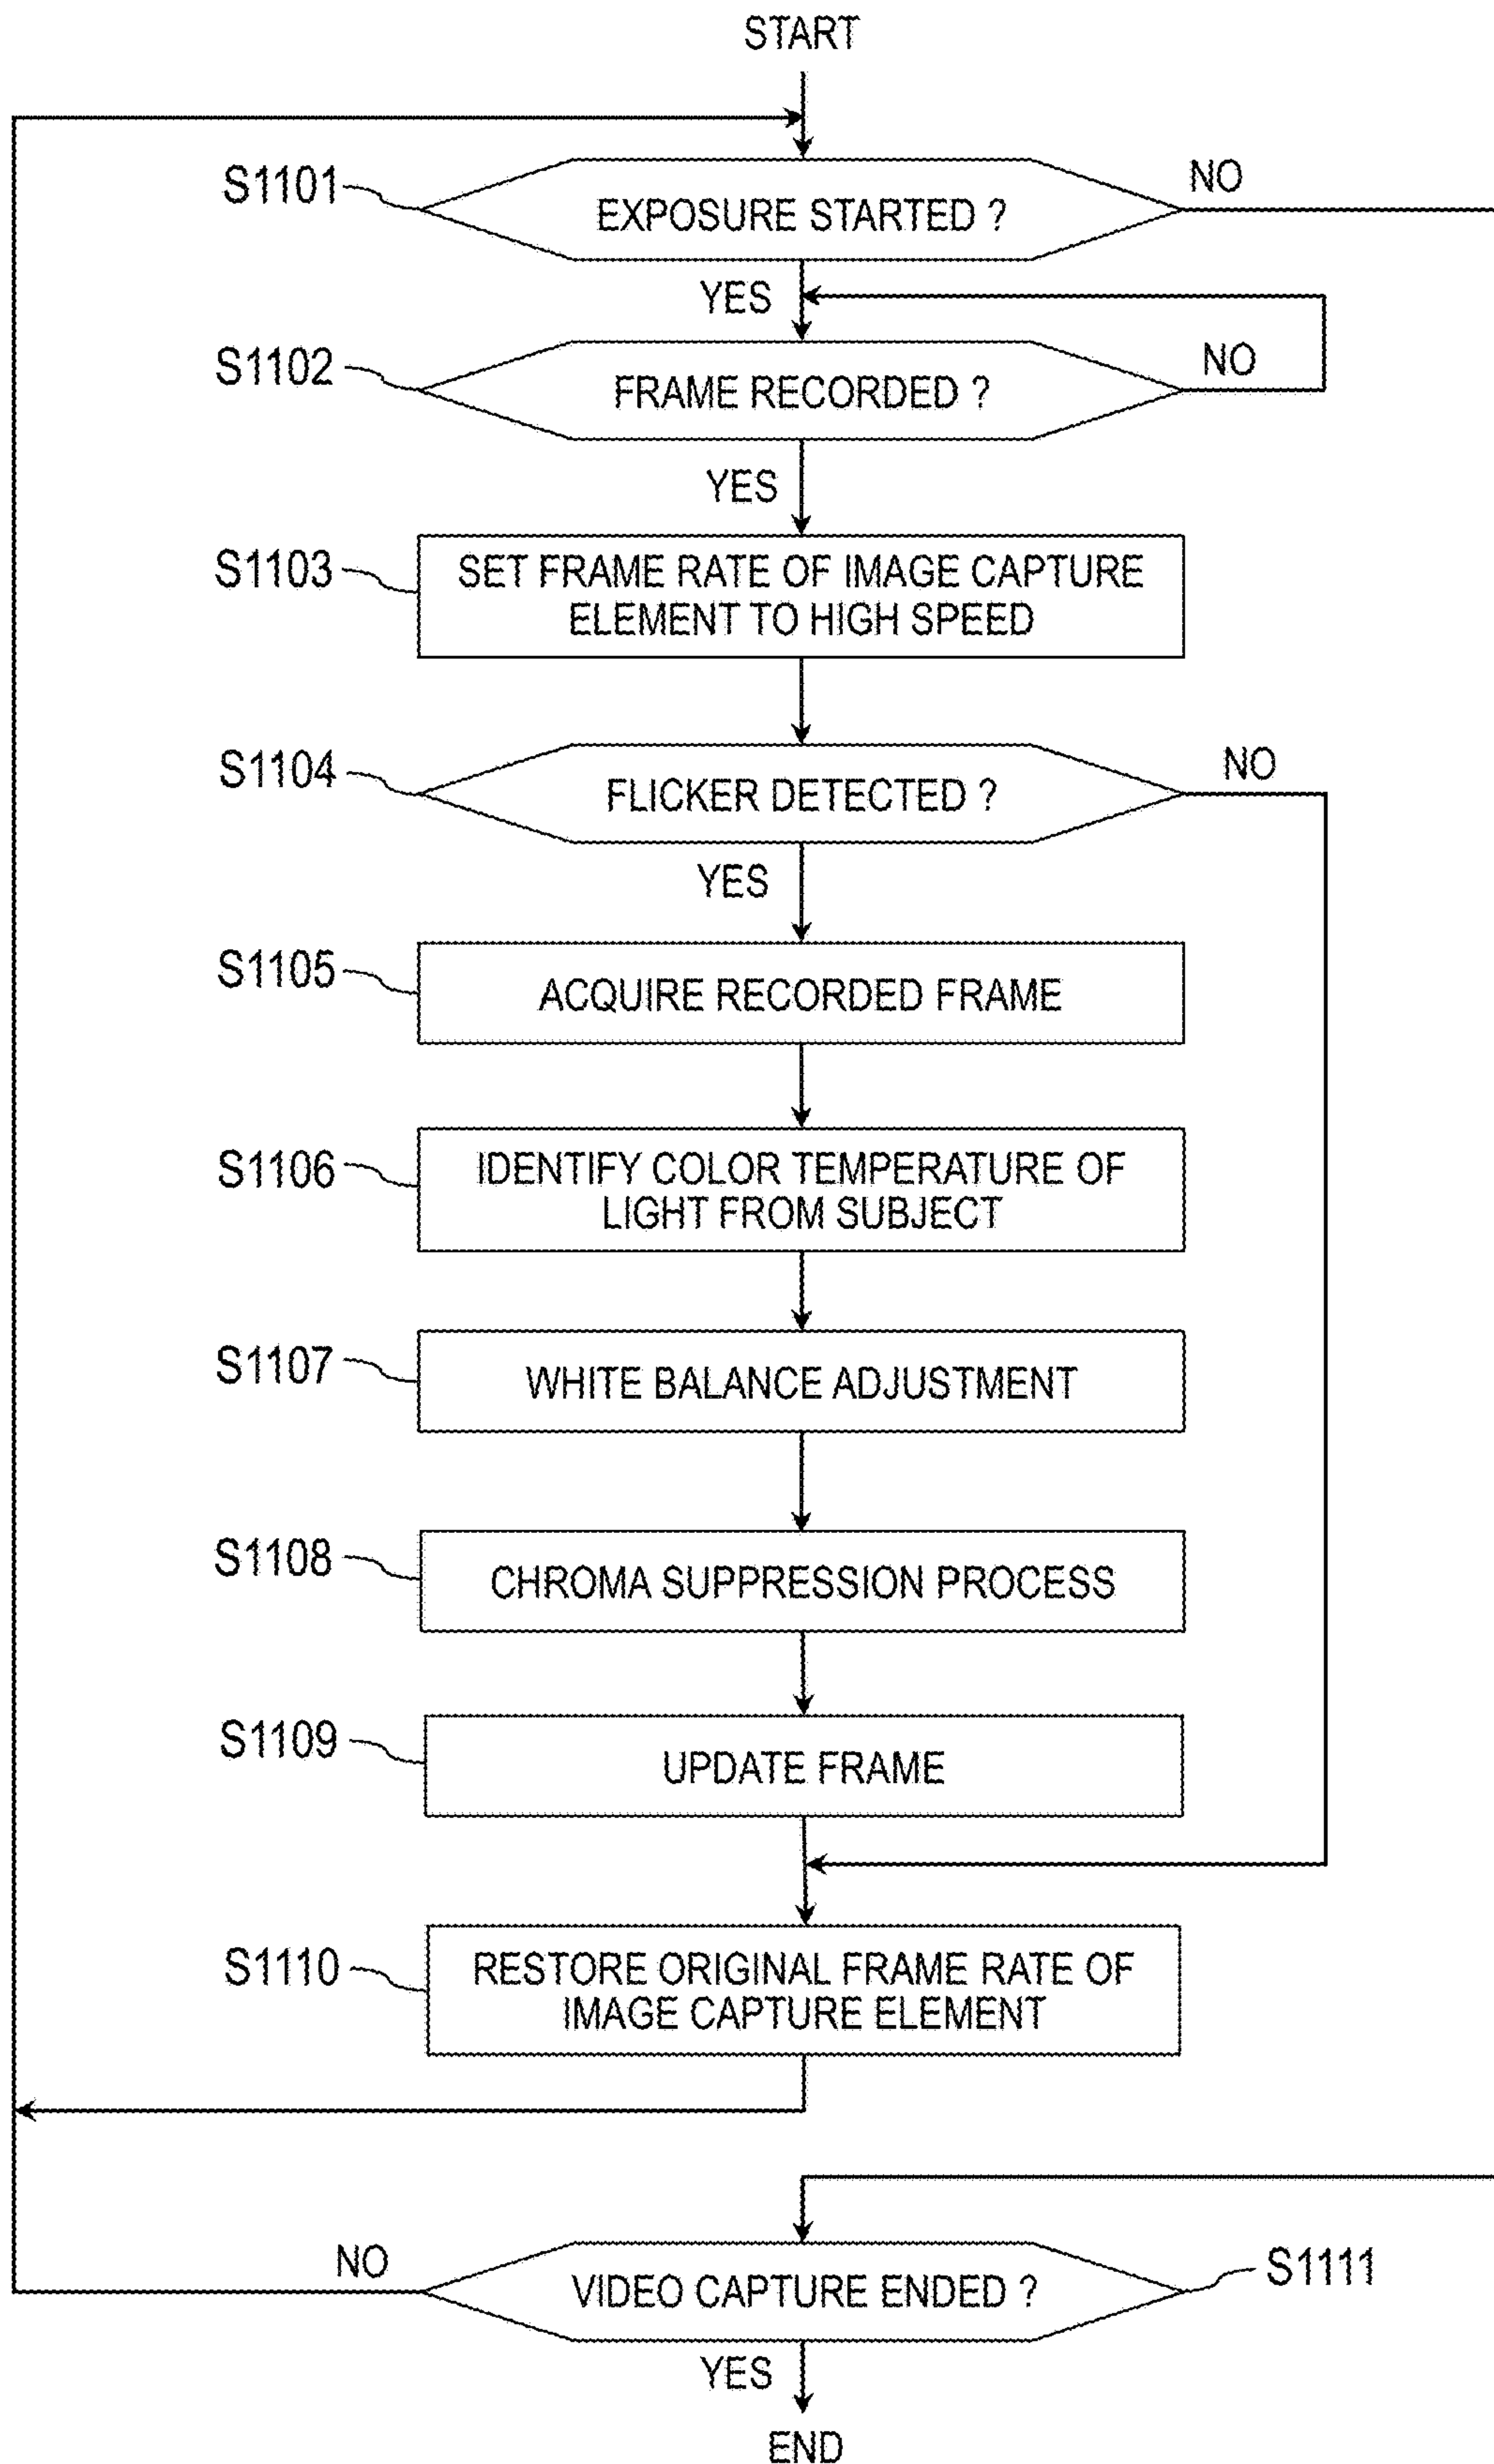 START
S1101
EXPOSURE STARTED ?
NO
YES
S1102
FRAME RECORDED ?
NO
YES
S1103
SET FRAME RATE OF IMAGE CAPTURE
ELEMENT TO HIGH SPEED
S1104
FLICKER DETECTED ?
NO
YES
S1105
ACQUIRE RECORDED FRAME
S1106
IDENTIFY COLOR TEMPERATURE OF
LIGHT FROM SUBJECT
S1107
WHITE BALANCE ADJUSTMENT
S1108
CHROMA SUPPRESSION PROCESS
S1109
UPDATE FRAME
S1110
RESTORE ORIGINAL FRAME RATE OF
IMAGE CAPTURE ELEMENT
NO
VIDEO CAPTURE ENDED ?
S1111
YES
END